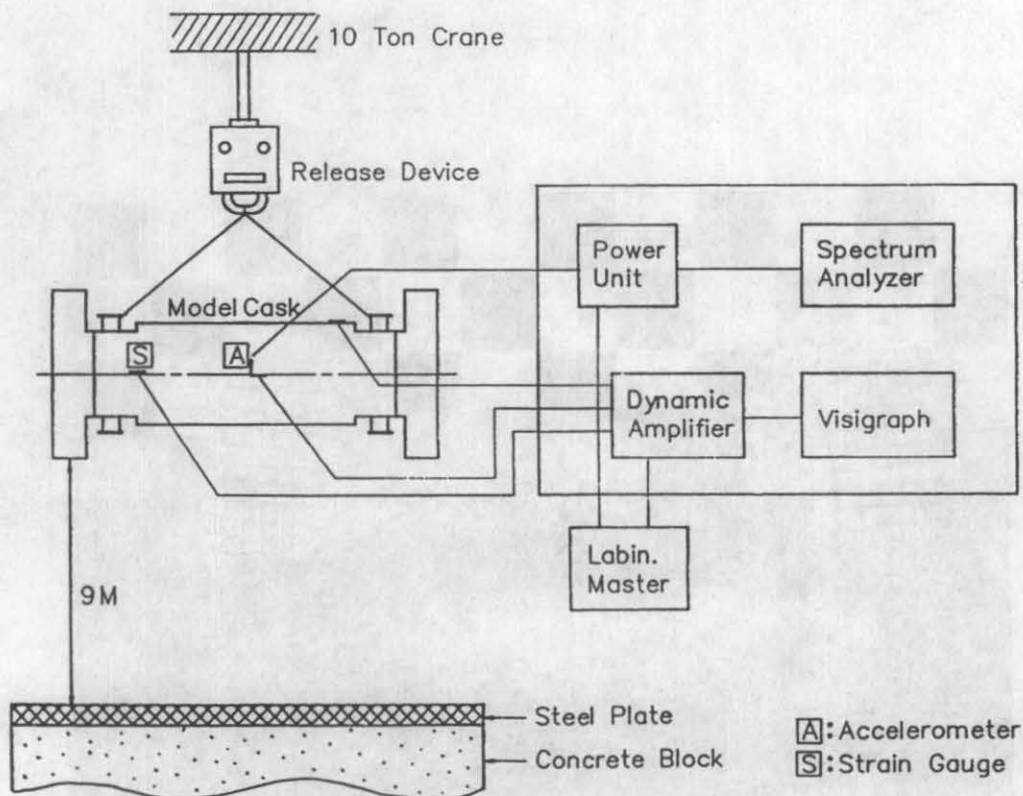 10 Ton Crane
Release Device
Model Cask
S
A
Power
Unit
Spectrum
Analyzer
Dynamic
Amplifier
Visigraph
Labin.
Master
9M
Steel Plate
Concrete Block
A:Accelerometer
S:Strain Gauge